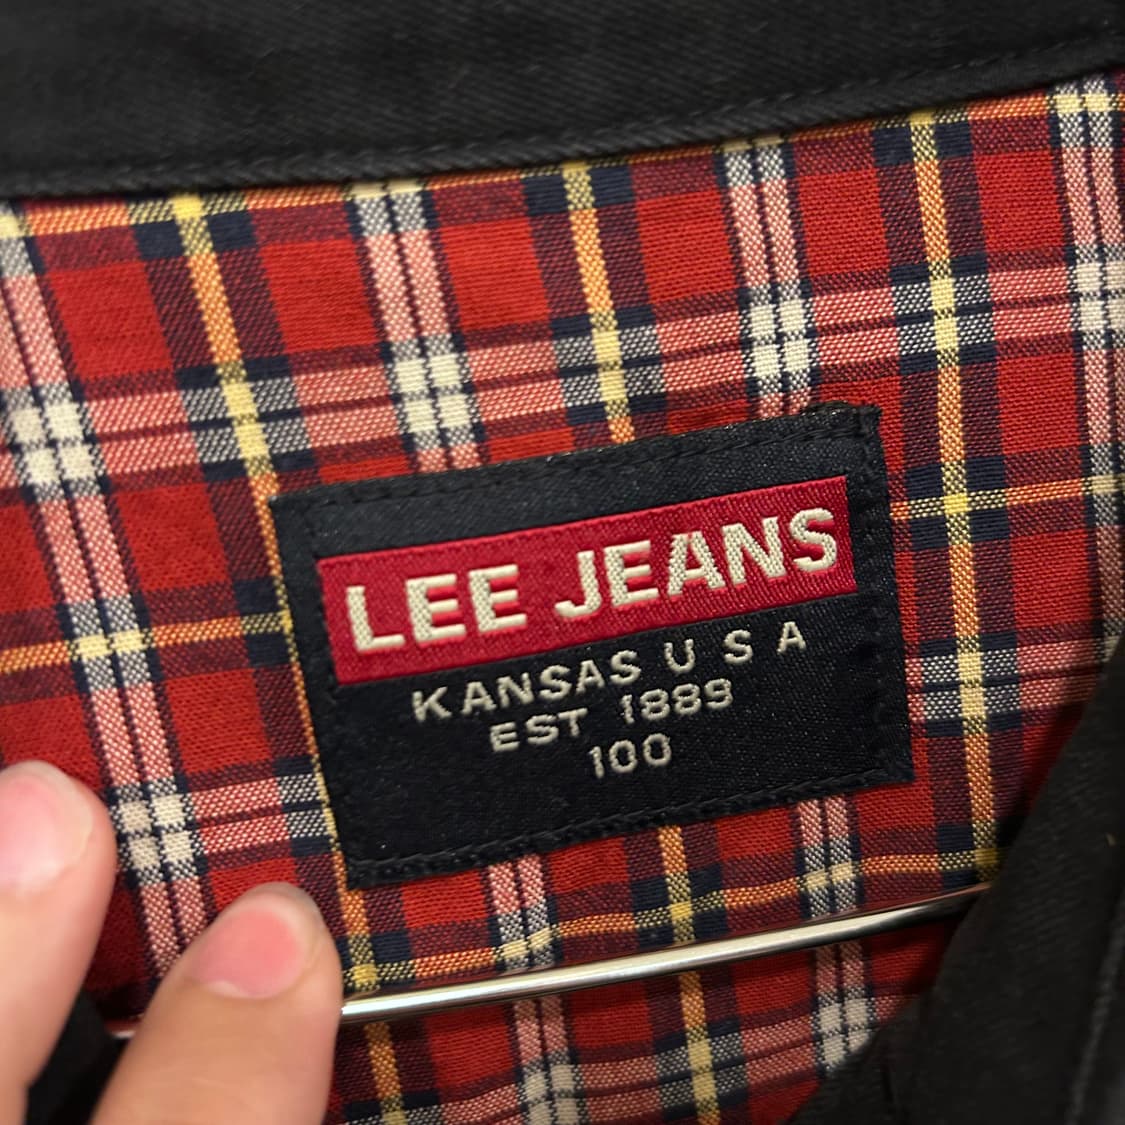 LEE JEANS
KANSAS U S A
EST 1889
100